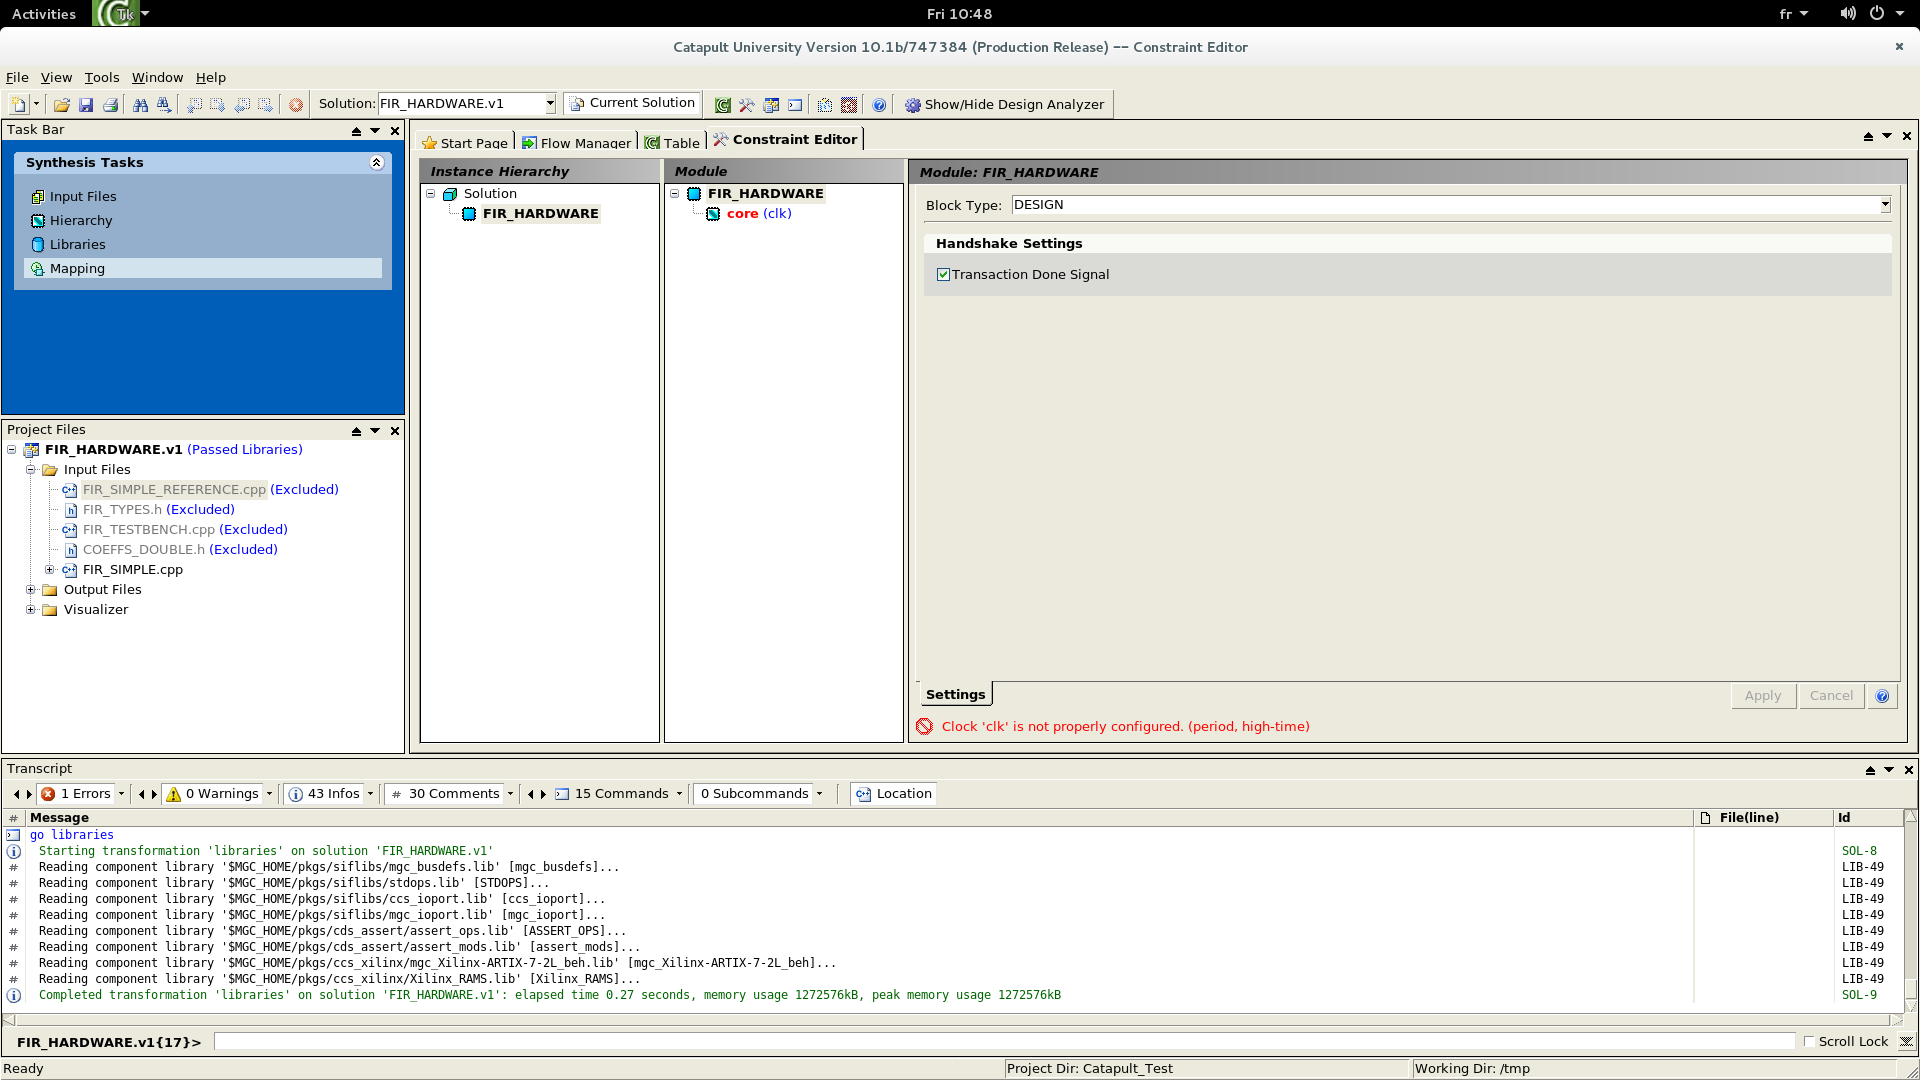 Activities
Tk
Fri 10:48
fr
Catapult University Version 10.1b/747384 (Production Release) -- Constraint Editor
File View Tools Window Help
Solution: FIR_HARDWARE.v1 Current Solution Show/Hide Design Analyzer
Task Bar
Synthesis Tasks
Input Files
Hierarchy
Libraries
Mapping
Project Files
FIR_HARDWARE.v1 (Passed Libraries)
Input Files
FIR_SIMPLE_REFERENCE.cpp (Excluded)
FIR_TYPES.h (Excluded)
FIR_TESTBENCH.cpp (Excluded)
COEFFS_DOUBLE.h (Excluded)
FIR_SIMPLE.cpp
Output Files
Visualizer
Start Page Flow Manager Table Constraint Editor
Instance Hierarchy
Solution
FIR_HARDWARE
Module
FIR_HARDWARE
core (clk)
Module: FIR_HARDWARE
Block Type: DESIGN
Handshake Settings
Transaction Done Signal
Settings
Apply Cancel
Clock 'clk' is not properly configured. (period, high-time)
Transcript
1 Errors 0 Warnings 43 Infos # 30 Comments 15 Commands 0 Subcommands Location
# Message File(line) Id
go libraries
Starting transformation 'libraries' on solution 'FIR_HARDWARE.v1' SOL-8
# Reading component library '$MGC_HOME/pkgs/siflibs/mgc_busdefs.lib' [mgc_busdefs]... LIB-49
# Reading component library '$MGC_HOME/pkgs/siflibs/stdops.lib' [STDOPS]... LIB-49
# Reading component library '$MGC_HOME/pkgs/siflibs/ccs_ioport.lib' [ccs_ioport]... LIB-49
# Reading component library '$MGC_HOME/pkgs/siflibs/mgc_ioport.lib' [mgc_ioport]... LIB-49
# Reading component library '$MGC_HOME/pkgs/cds_assert/assert_ops.lib' [ASSERT_OPS]... LIB-49
# Reading component library '$MGC_HOME/pkgs/cds_assert/assert_mods.lib' [assert_mods]... LIB-49
# Reading component library '$MGC_HOME/pkgs/ccs_xilinx/mgc_Xilinx-ARTIX-7-2L_beh.lib' [mgc_Xilinx-ARTIX-7-2L_beh]... LIB-49
# Reading component library '$MGC_HOME/pkgs/ccs_xilinx/Xilinx_RAMS.lib' [Xilinx_RAMS]... LIB-49
Completed transformation 'libraries' on solution 'FIR_HARDWARE.v1': elapsed time 0.27 seconds, memory usage 1272576kB, peak memory usage 1272576kB SOL-9
FIR_HARDWARE.v1{17}> Scroll Lock
Ready Project Dir: Catapult_Test Working Dir: /tmp